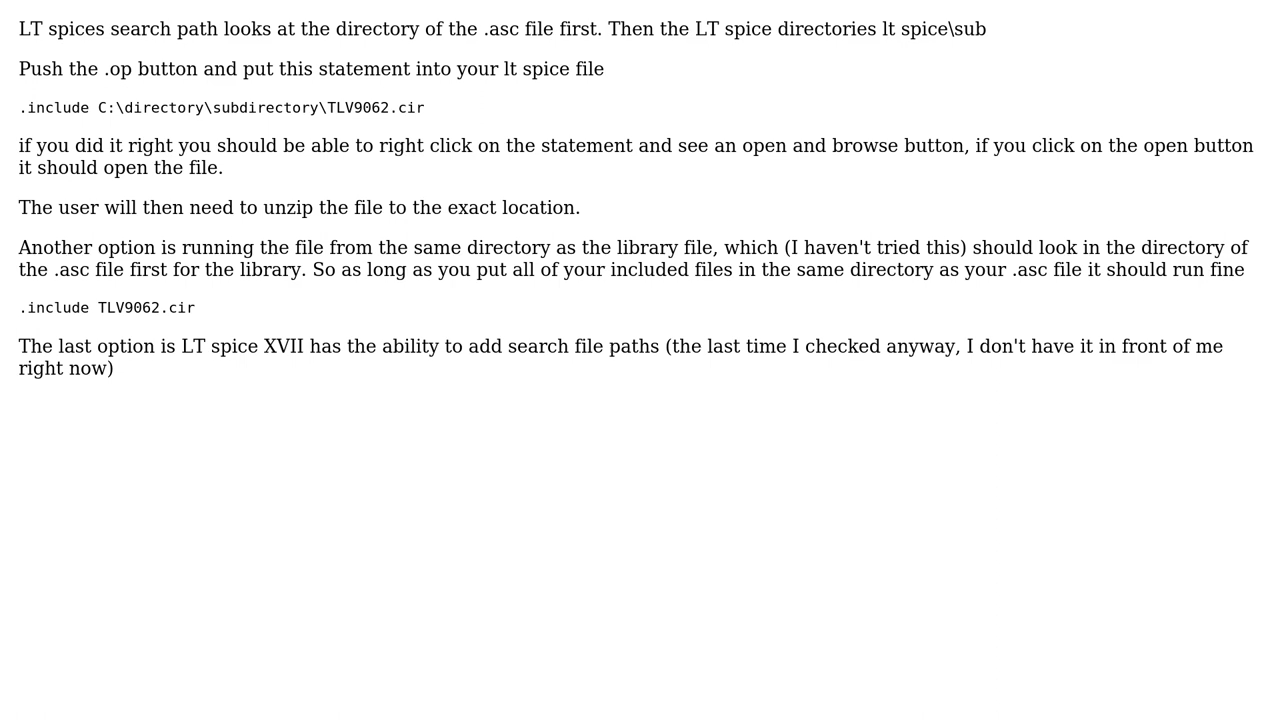 LT spices search path looks at the directory of the .asc file first. Then the LT spice directories lt spice\sub
Push the .op button and put this statement into your lt spice file
.include C:\directory\subdirectory\TLV9062.cir
if you did it right you should be able to right click on the statement and see an open and browse button, if you click on the open button
it should open the file.
The user will then need to unzip the file to the exact location.
Another option is running the file from the same directory as the library file, which (I haven't tried this) should look in the directory of
the .asc file first for the library. So as long as you put all of your included files in the same directory as your .asc file it should run fine
.include TLV9062.cir
The last option is LT spice XVII has the ability to add search file paths (the last time I checked anyway, I don't have it in front of me
right now)